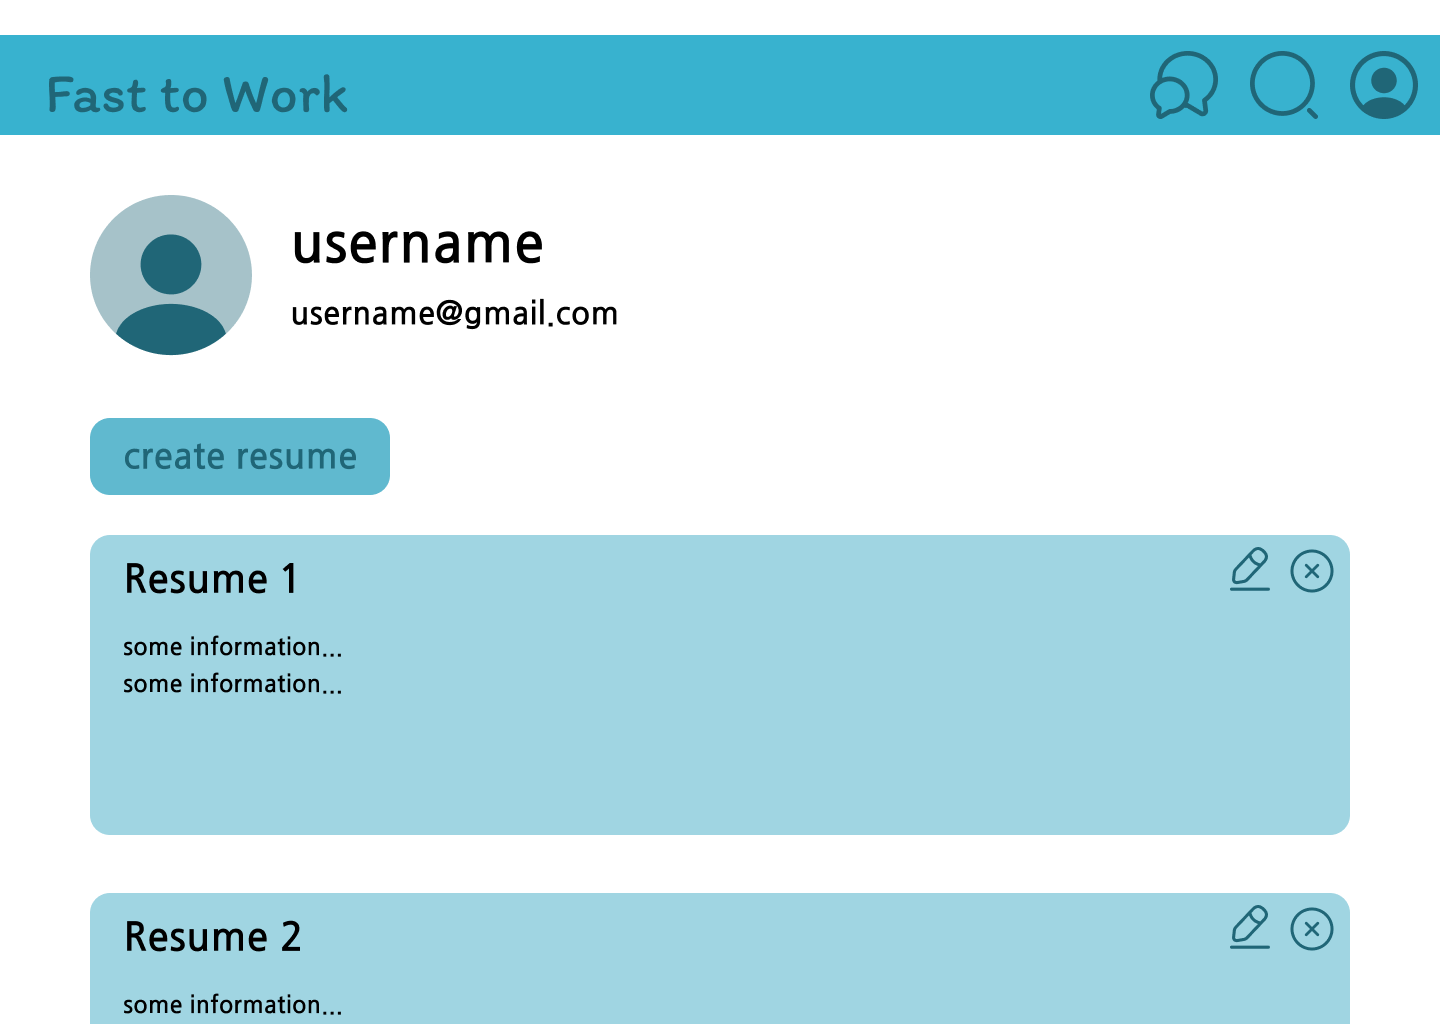 Fast to Work
username
username@gmail.com
create resume
Resume 1
some information...
some information...
Resume 2
some information...